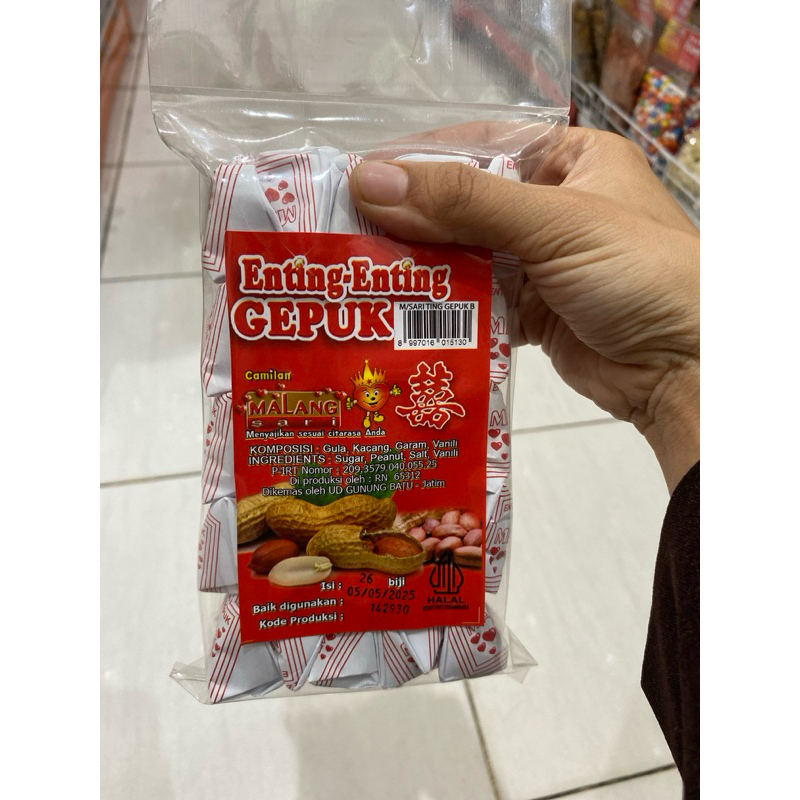 Enting-Enting
GEPUK
M/SARI TING GEPUK B
8 997016 015130
Camilan
MALANG
sari
囍
Menyajikan sesuai citarasa Anda
KOMPOSISI : Gula, Kacang, Garam, Vanili
INGREDIENTS : Sugar, Peanut, Salt, Vanili
P-IRT Nomor : 209.3579.040.055.25
Di produksi oleh : RN 65312
Dikemas oleh UD GUNUNG BATU - Jatim
Isi : 26 biji
Baik digunakan : 05/05/2025
Kode Produksi : 142930
HALAL